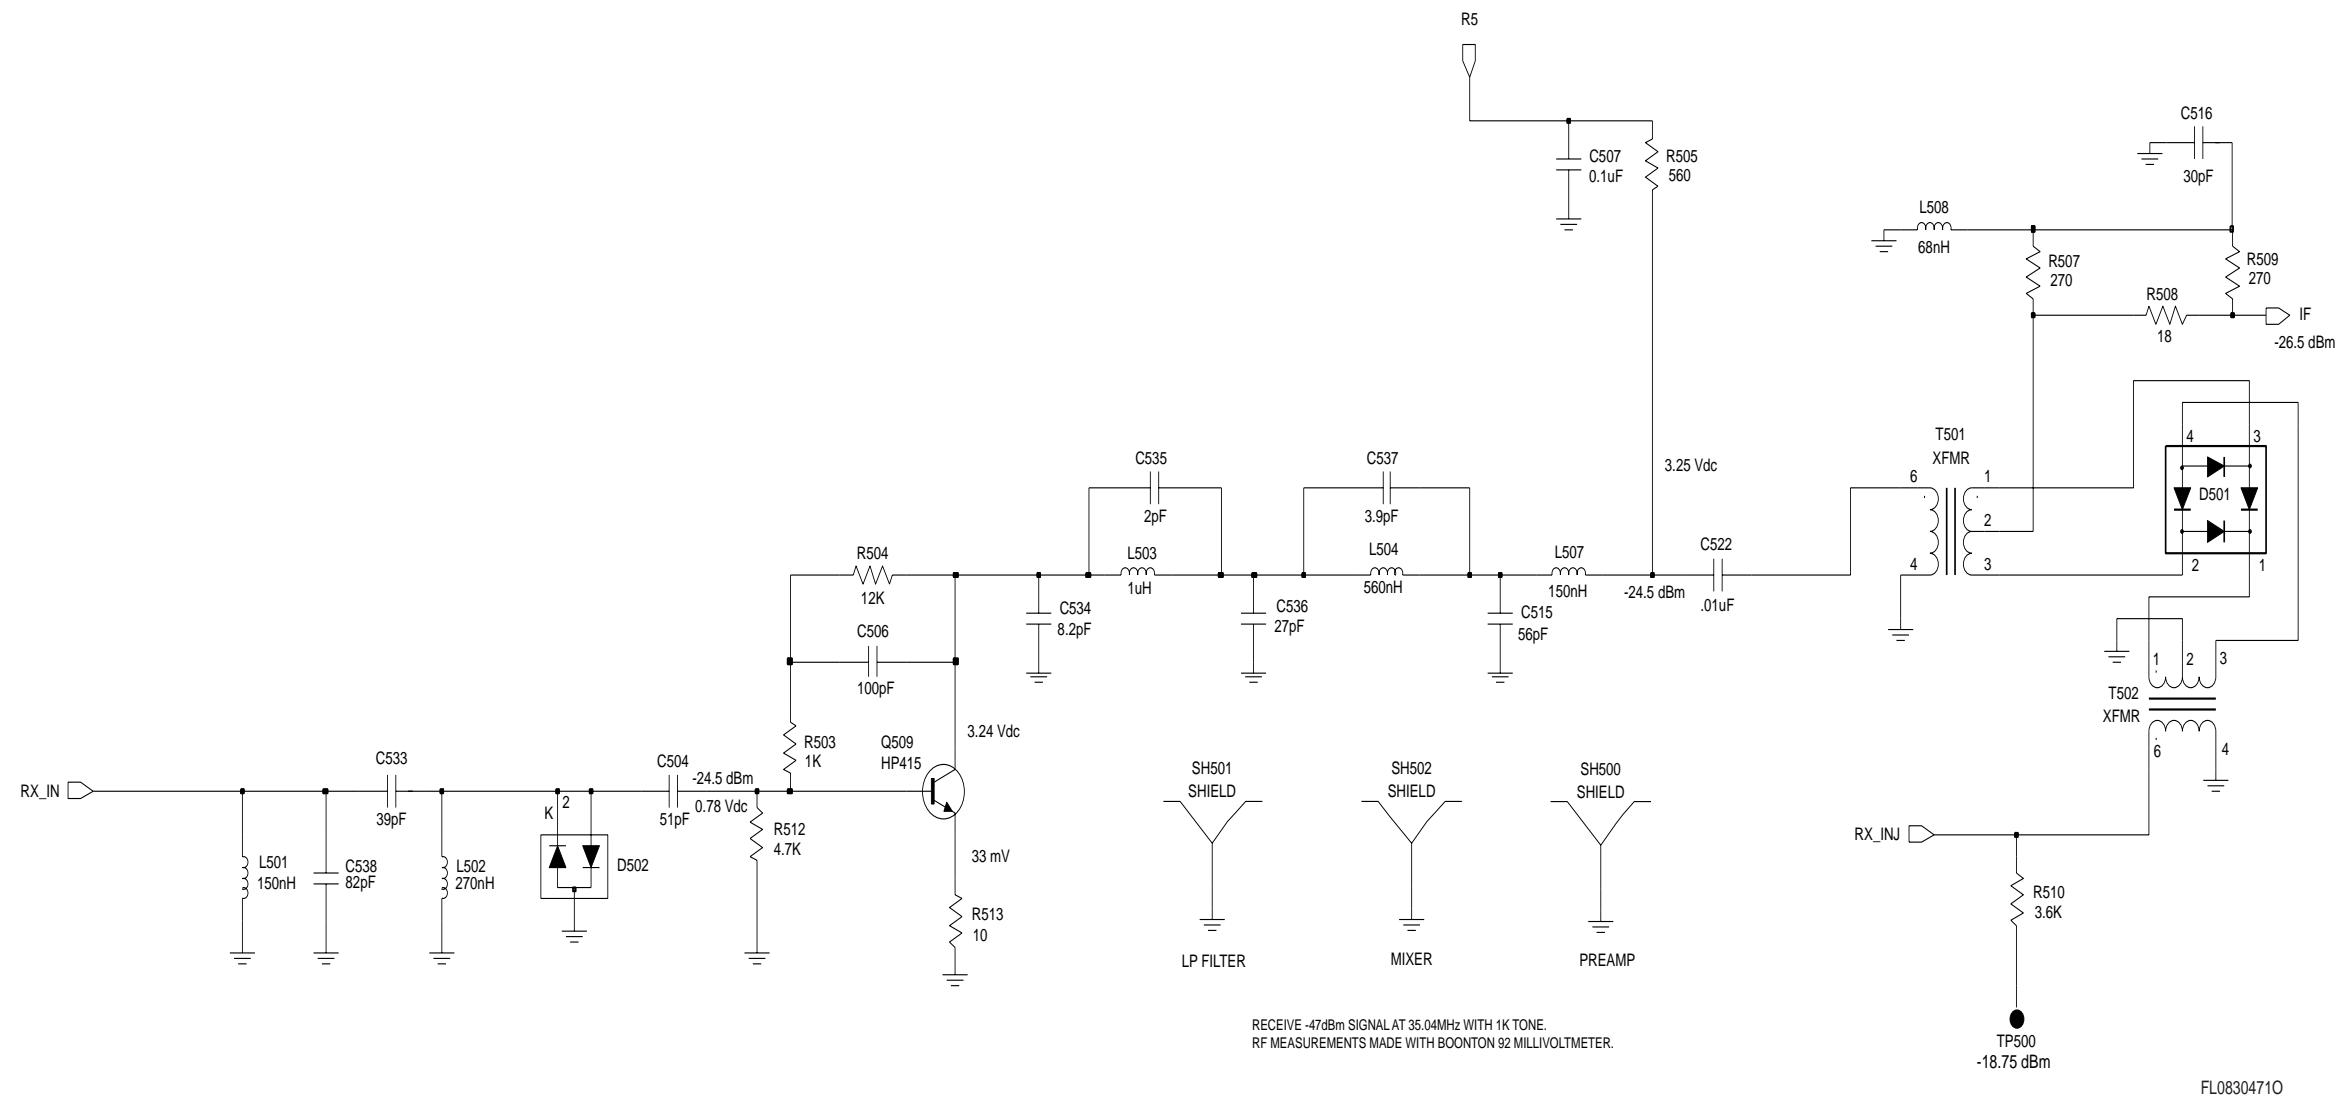 R5
C516
30pF
C507
0.1uF
R505
560
L508
68nH
R507
270
R509
270
R508
18
IF
-26.5 dBm
T501
XFMR
6
4
1
2
3
4
3
D501
2
1
C535
2pF
C537
3.9pF
3.25 Vdc
R504
12K
L503
1uH
L504
560nH
L507
150nH
C522
.01uF
-24.5 dBm
C506
100pF
C534
8.2pF
C536
27pF
C515
56pF
1
2
3
T502
XFMR
6
4
3.24 Vdc
R503
1K
Q509
HP415
RX_IN
C533
39pF
K
2
C504
51pF
-24.5 dBm
0.78 Vdc
R512
4.7K
L501
150nH
C538
82pF
L502
270nH
D502
33 mV
R513
10
SH501
SHIELD
SH502
SHIELD
SH500
SHIELD
LP FILTER
MIXER
PREAMP
RX_INJ
R510
3.6K
TP500
-18.75 dBm
RECEIVE -47dBm SIGNAL AT 35.04MHz WITH 1K TONE.
RF MEASUREMENTS MADE WITH BOONTON 92 MILLIVOLTMETER.
FL0830471O